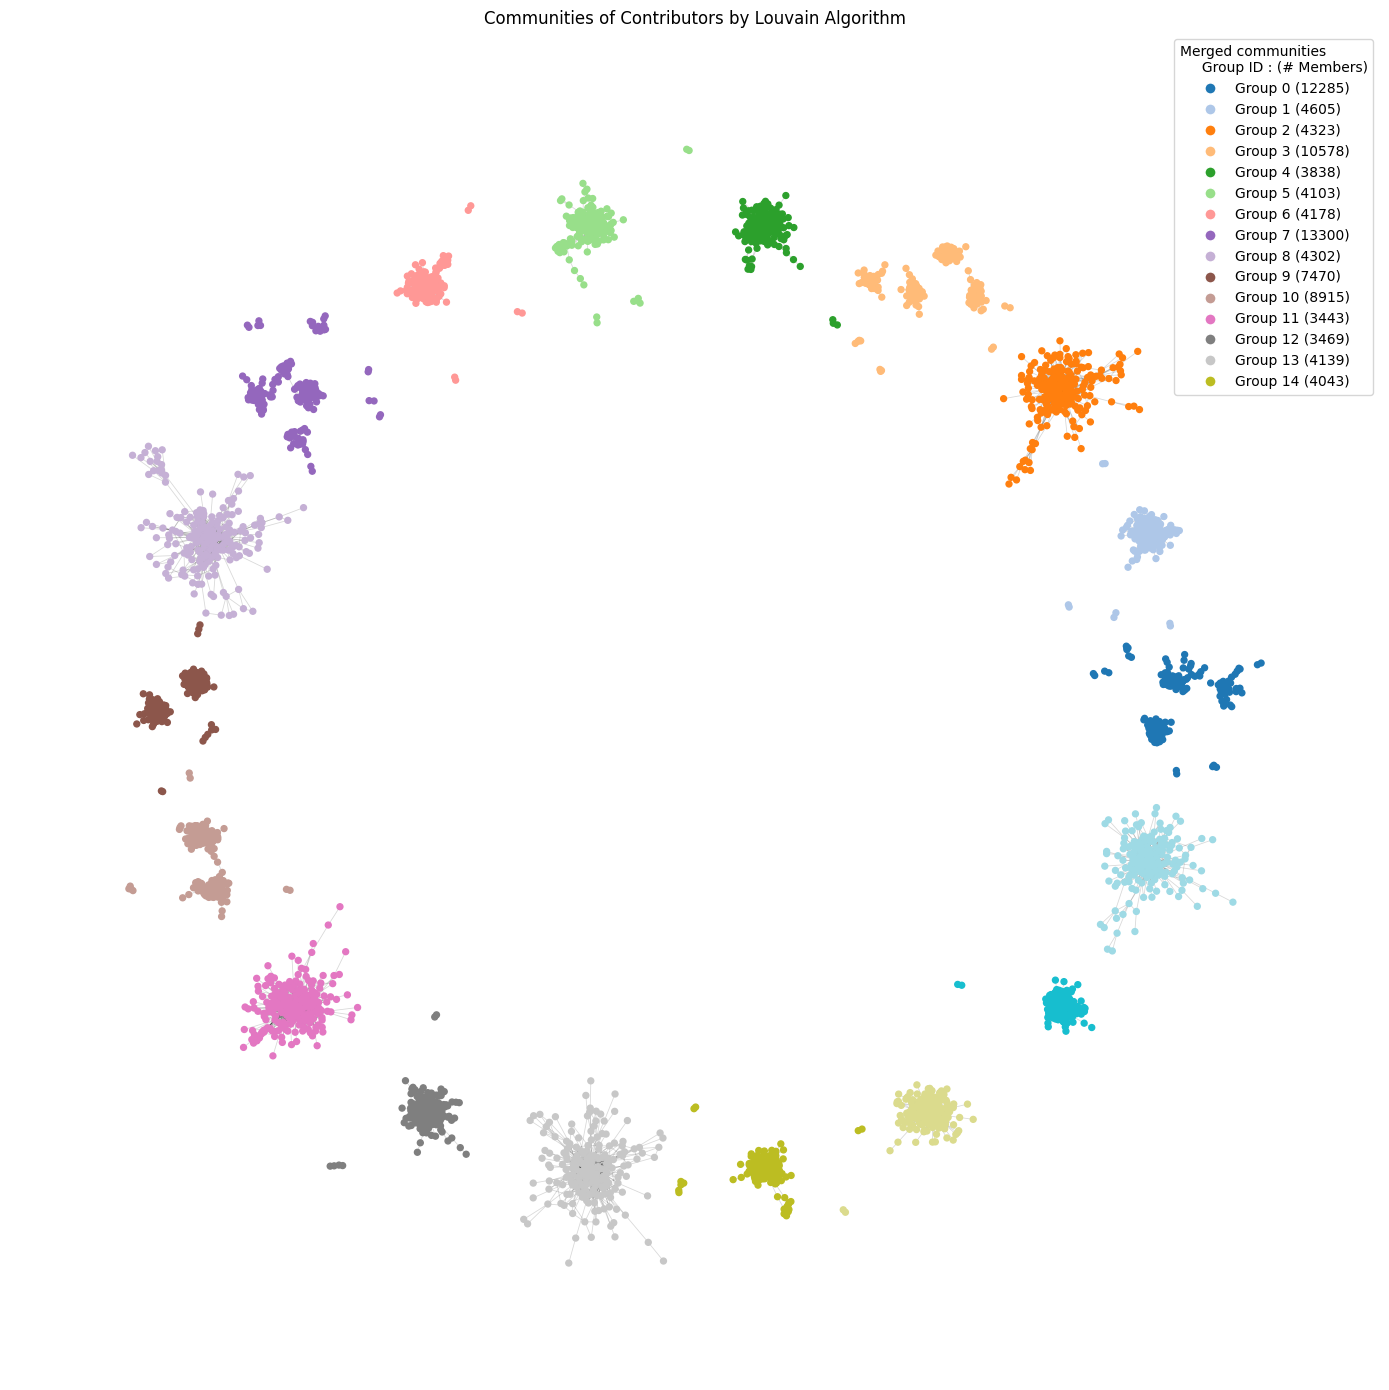 Communities of Contributors by Louvain Algorithm
Merged communities
Group ID : (# Members)
Group 0 (12285)
Group 1 (4605)
Group 2 (4323)
Group 3 (10578)
Group 4 (3838)
Group 5 (4103)
Group 6 (4178)
Group 7 (13300)
Group 8 (4302)
Group 9 (7470)
Group 10 (8915)
Group 11 (3443)
Group 12 (3469)
Group 13 (4139)
Group 14 (4043)